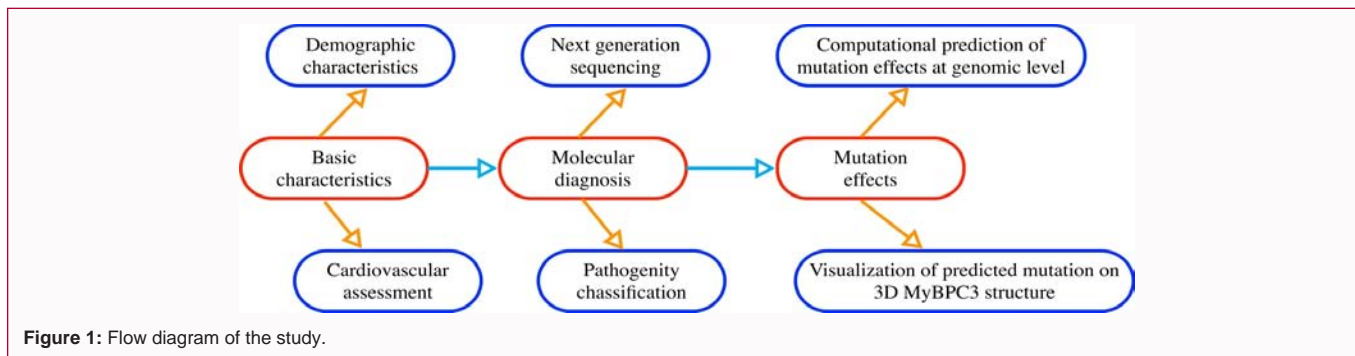 Demographic
characteristics
Next generation
sequencing
Computational prediction of
mutation effects at genomic level
Basic
characteristics
Molecular
diagnosis
Mutation
effects
Cardiovascular
assessment
Pathogenity
chassification
Visualization of predicted mutation on
3D MyBPC3 structure
Figure 1: Flow diagram of the study.